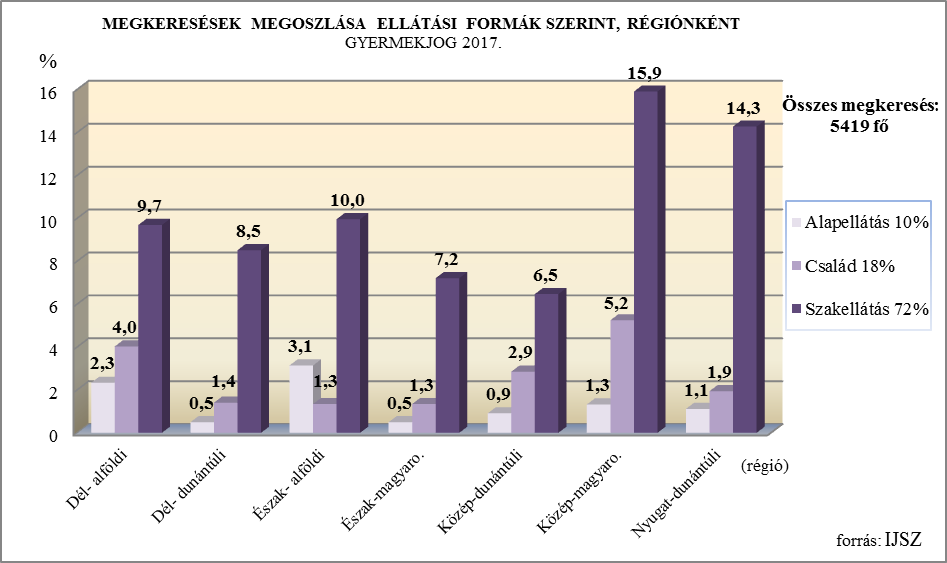 MEGKERESÉSEK MEGOSZLÁSA ELLÁTÁSI FORMÁK SZERINT, RÉGIÓNKÉNT
GYERMEKJOG 2017.
%
16
14
12
10
8
6
4
2
0
2,3
4,0
9,7
0,5
1,4
8,5
3,1
1,3
10,0
0,5
1,3
7,2
0,9
2,9
6,5
1,3
5,2
15,9
1,1
1,9
14,3
Dél- alföldi
Dél- dunántúli
Észak- alföldi
Észak-magyaro.
Közép-dunántúli
Közép-magyaro.
Nyugat-dunántúli
(régió)
Összes megkeresés:
5419 fő
Alapellátás 10%
Család 18%
Szakellátás 72%
forrás: IJSZ